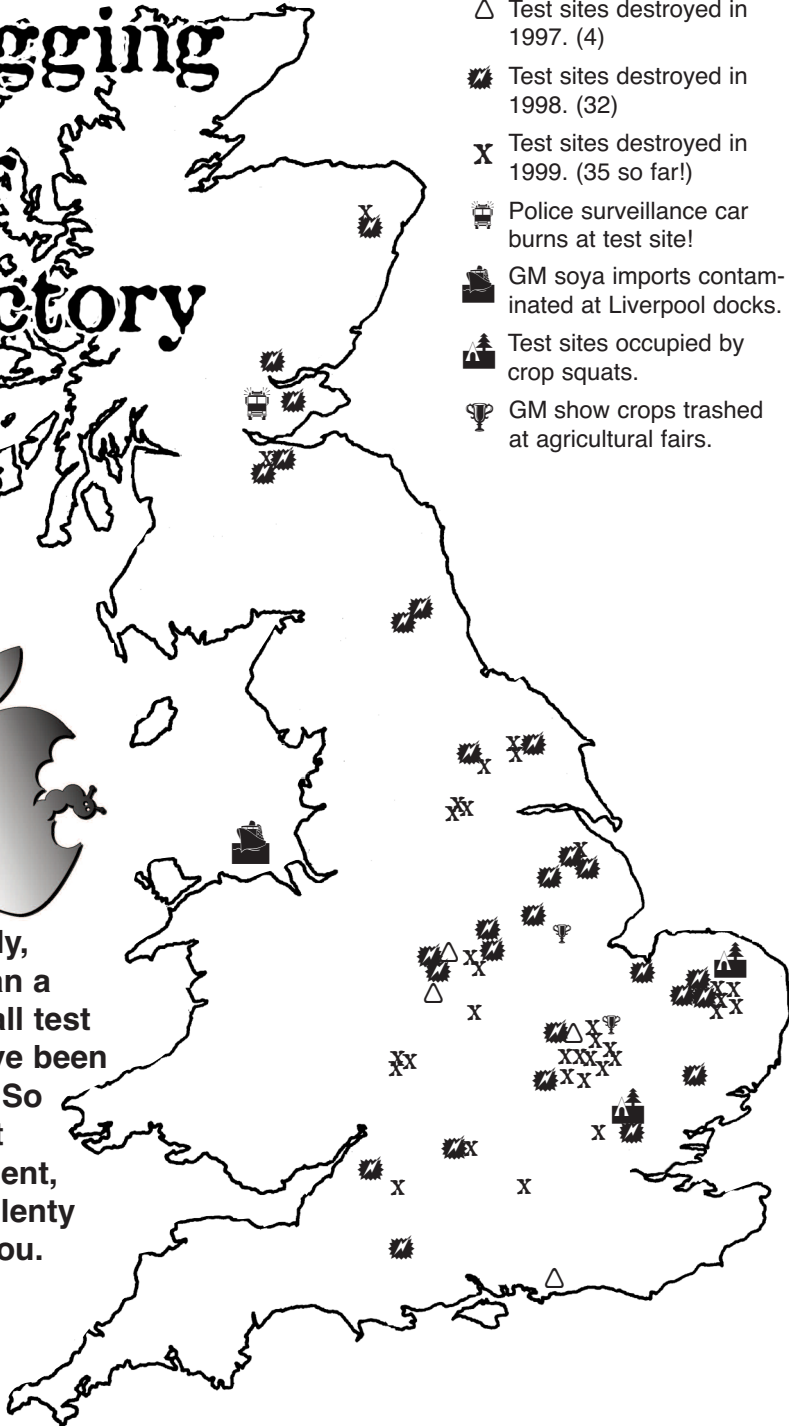 gging
ctory
Test sites destroyed in
1997. (4)
Test sites destroyed in
1998. (32)
X Test sites destroyed in
1999. (35 so far!)
Police surveillance car
burns at test site!
GM soya imports contam-
inated at Liverpool docks.
Test sites occupied by
crop squats.
GM show crops trashed
at agricultural fairs.
ly,
an a
all test
ve been
So
t
ent,
lenty
ou.